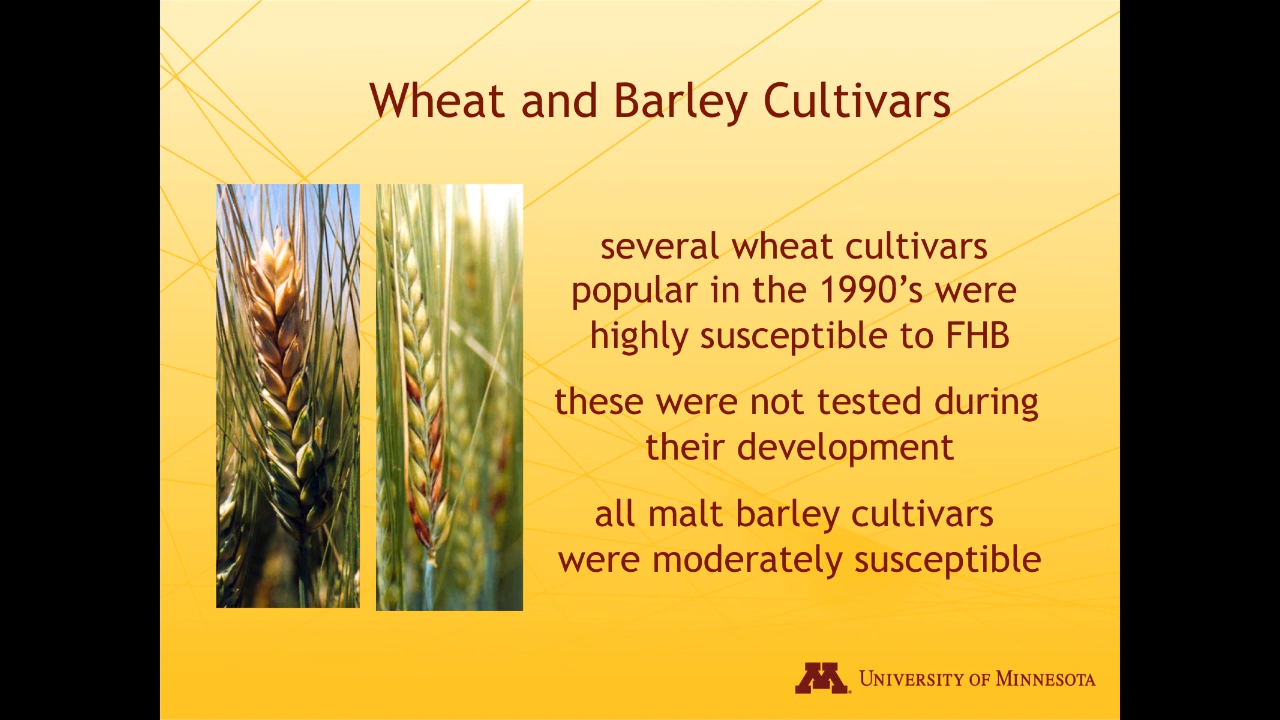 Wheat and Barley Cultivars
several wheat cultivars
popular in the 1990’s were
highly susceptible to FHB
these were not tested during
their development
all malt barley cultivars
were moderately susceptible
M
UNIVERSITY OF MINNESOTA